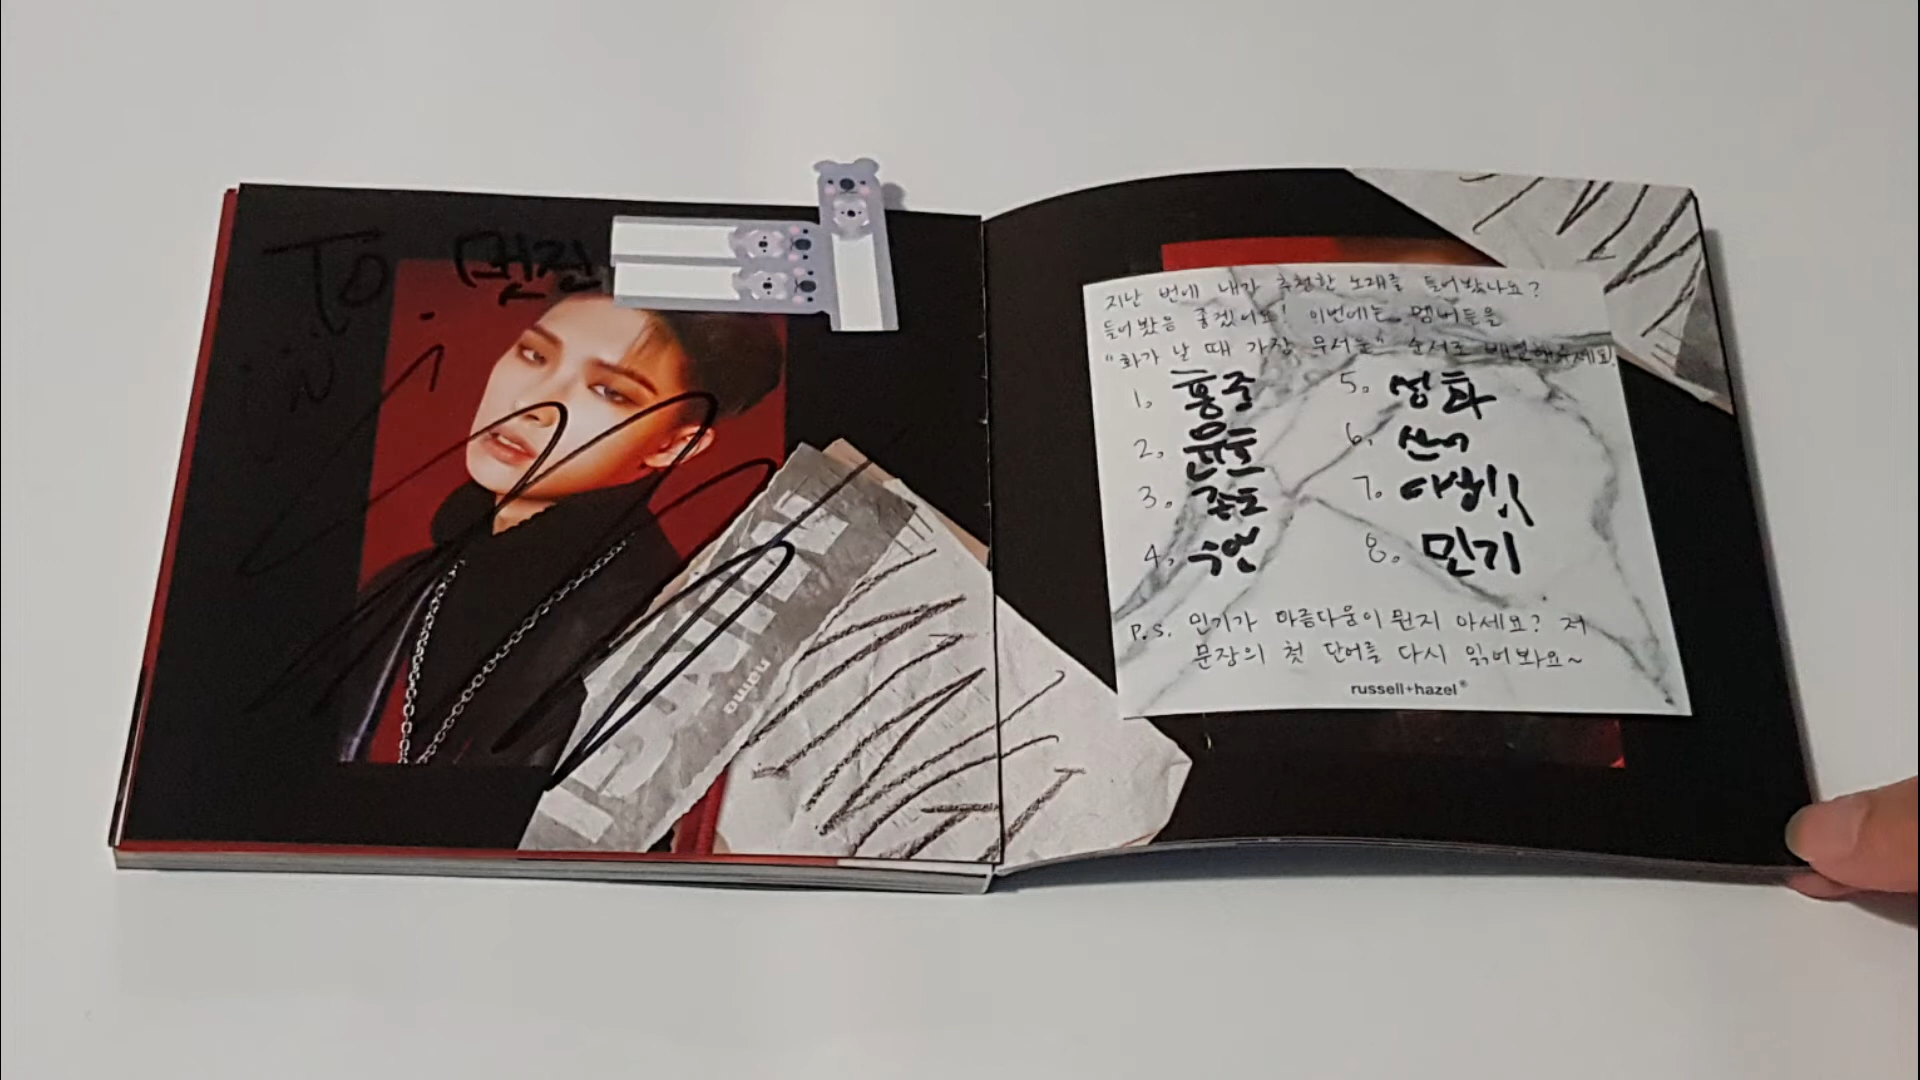 To. 멋진
지난 번에 내가 추천한 노래를 들어봤나요?
들어봤음 좋겠어요! 이번에는 멤버들을
"화가 날 때 가장 무서운" 순서로 배열해주세요!
1. 홍중
2. 윤호
3. 종호
4. 우영
5. 성화
6. 산이
7. 여상
8. 민기
p.s. 민기가 아름다움이 뭔지 아세요? 저
문장의 첫 단어를 다시 읽어봐요~
russell+hazel®
name